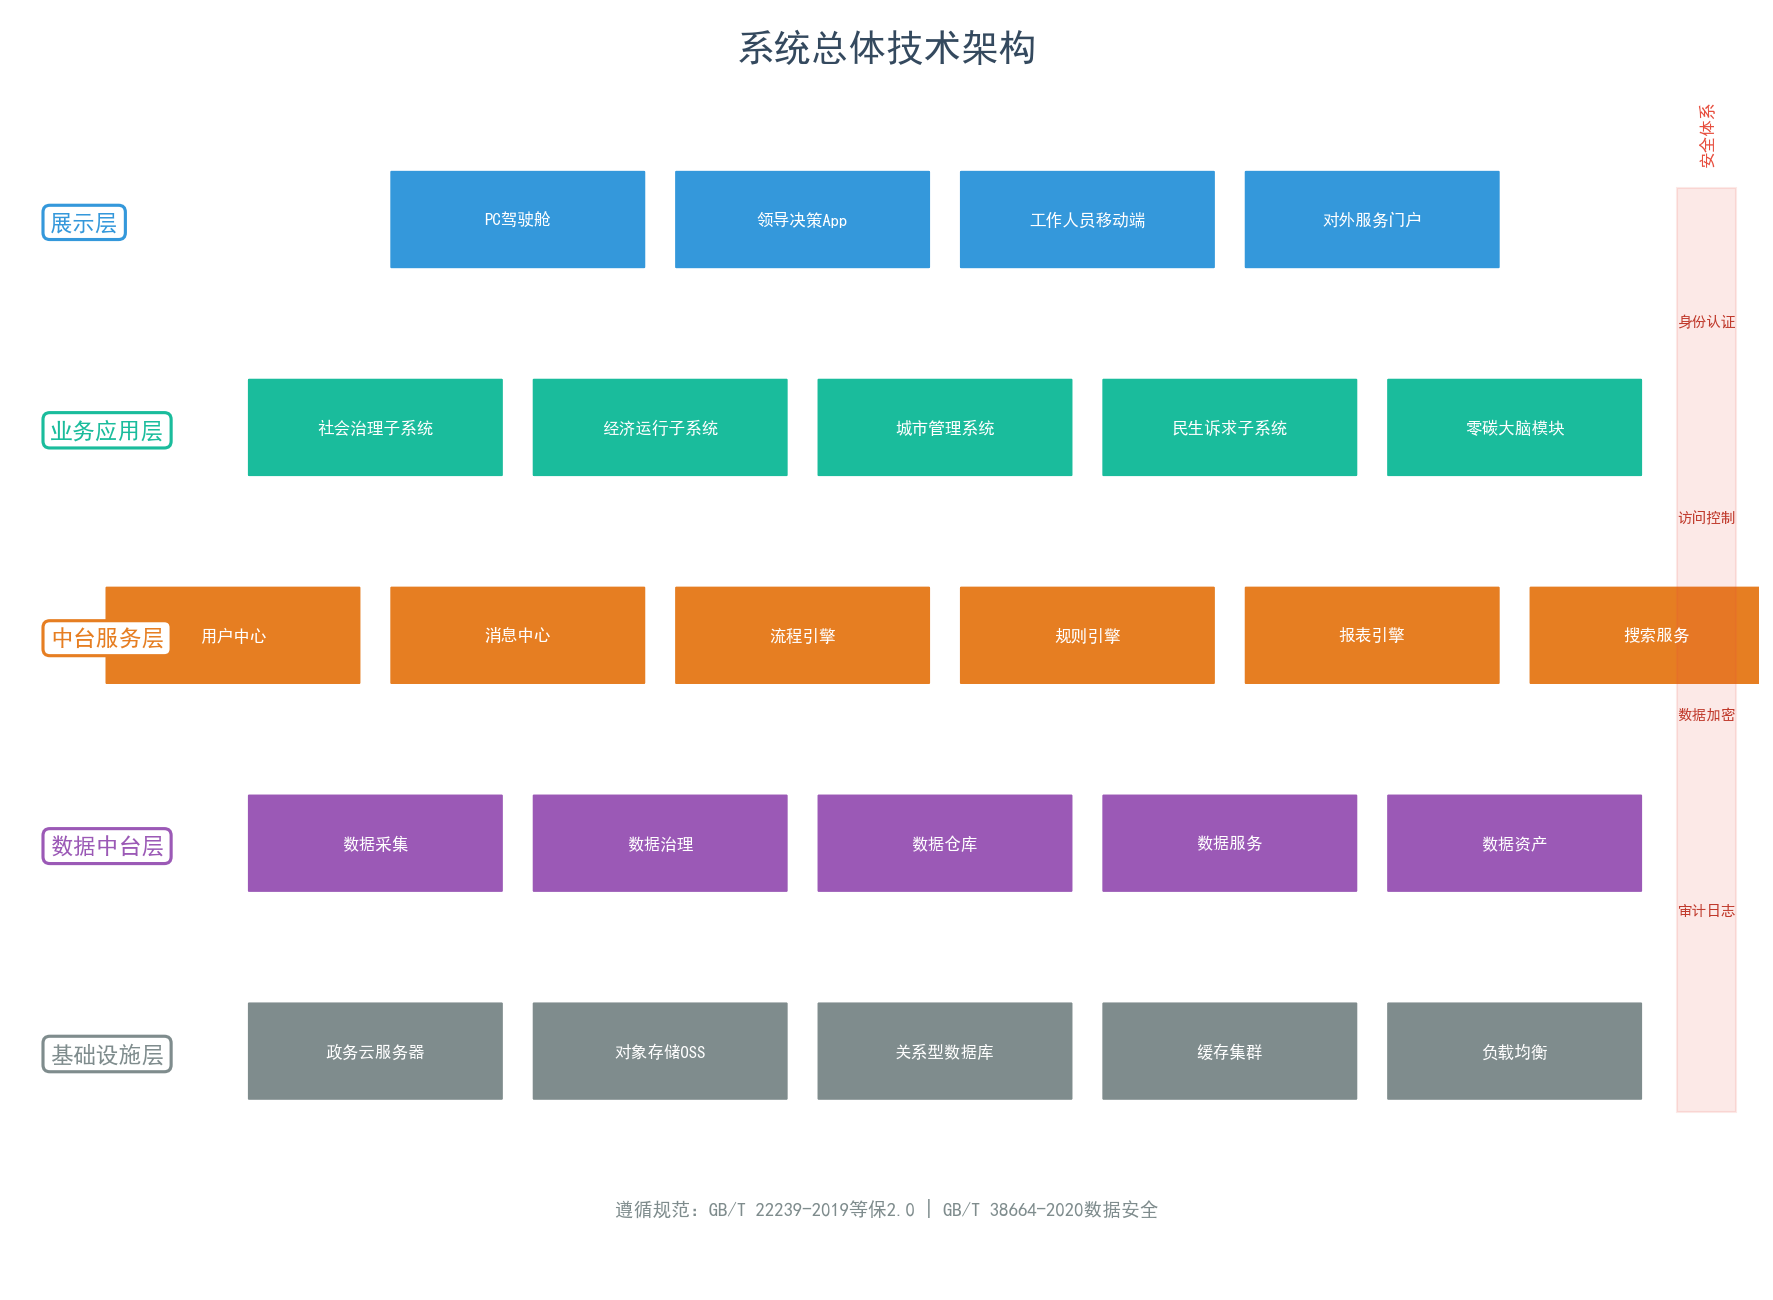 系统总体技术架构
安全体系
展示层
PC驾驶舱
领导决策App
工作人员移动端
对外服务门户
身份认证
业务应用层
社会治理子系统
经济运行子系统
城市管理系统
民生诉求子系统
零碳大脑模块
访问控制
中台服务层
用户中心
消息中心
流程引擎
规则引擎
报表引擎
搜索服务
数据加密
数据中台层
数据采集
数据治理
数据仓库
数据服务
数据资产
审计日志
基础设施层
政务云服务器
对象存储OSS
关系型数据库
缓存集群
负载均衡
遵循规范: GB/T 22239-2019等保2.0 | GB/T 38664-2020数据安全